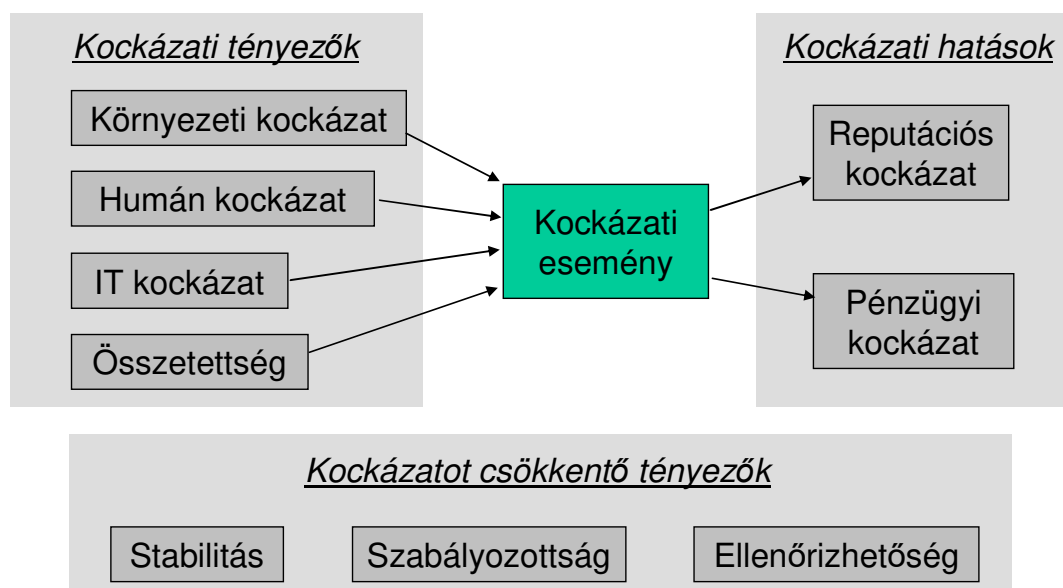 Kockázati tényezők
Környezeti kockázat
Humán kockázat
IT kockázat
Összetettség
Kockázati
esemény
Kockázati hatások
Reputációs
kockázat
Pénzügyi
kockázat
Kockázatot csökkentő tényezők
Stabilitás
Szabályozottság
Ellenőrizhetőség